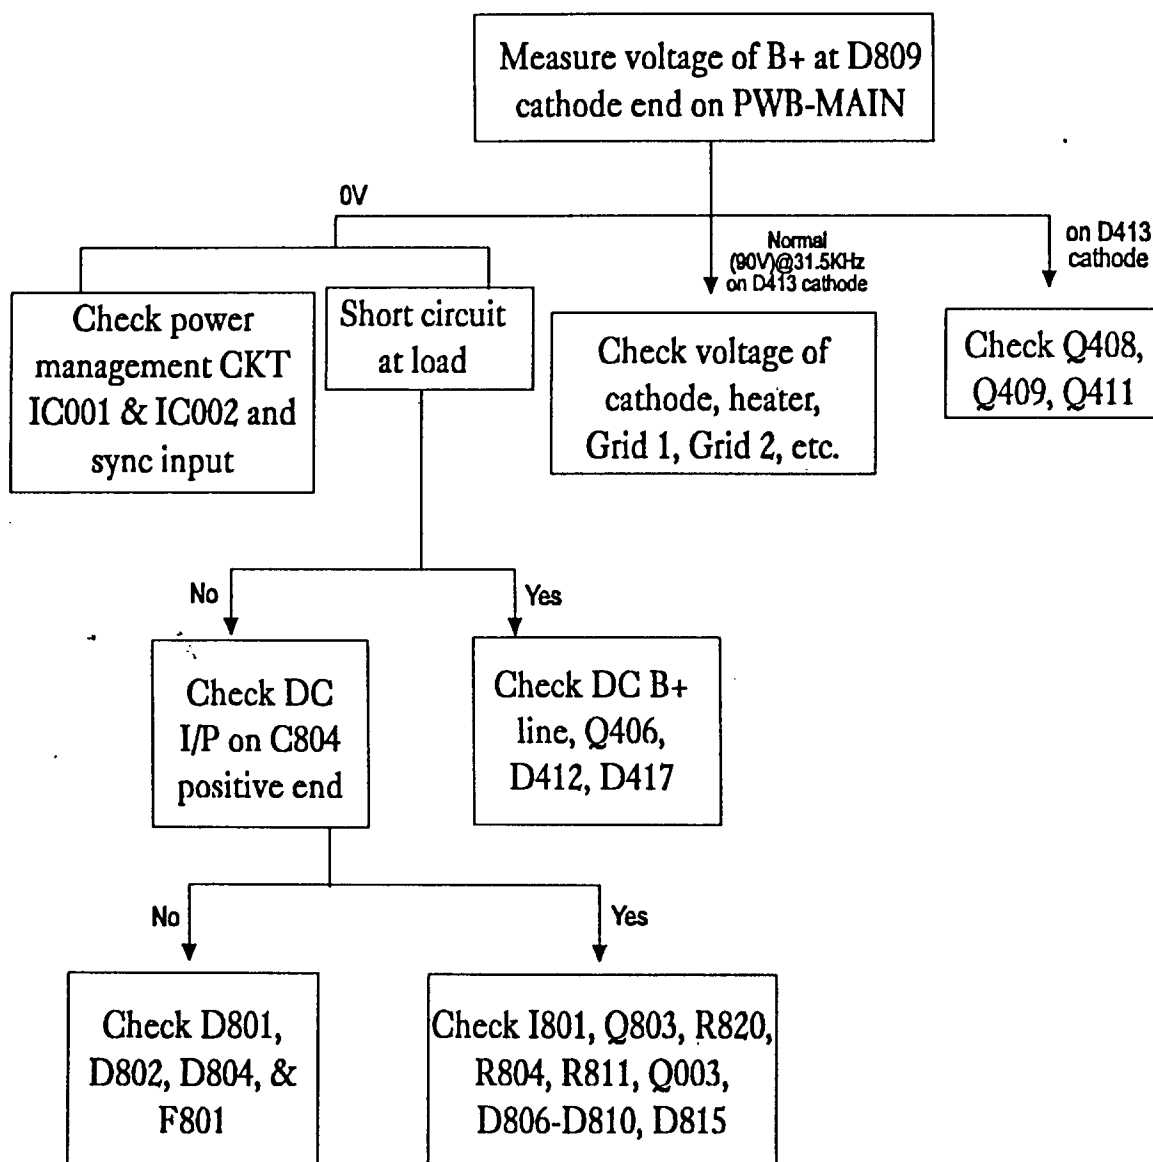 Measure voltage of B+ at D809
cathode end on PWB-MAIN
0V
Normal
(90V)@31.5KHz
on D413 cathode
on D413
cathode
Check power
management CKT
IC001 & IC002 and
sync input
Short circuit
at load
Check voltage of
cathode, heater,
Grid 1, Grid 2, etc.
Check Q408,
Q409, Q411
No
Yes
Check DC
I/P on C804
positive end
Check DC B+
line, Q406,
D412, D417
No
Yes
Check D801,
D802, D804, &
F801
Check I801, Q803, R820,
R804, R811, Q003,
D806-D810, D815